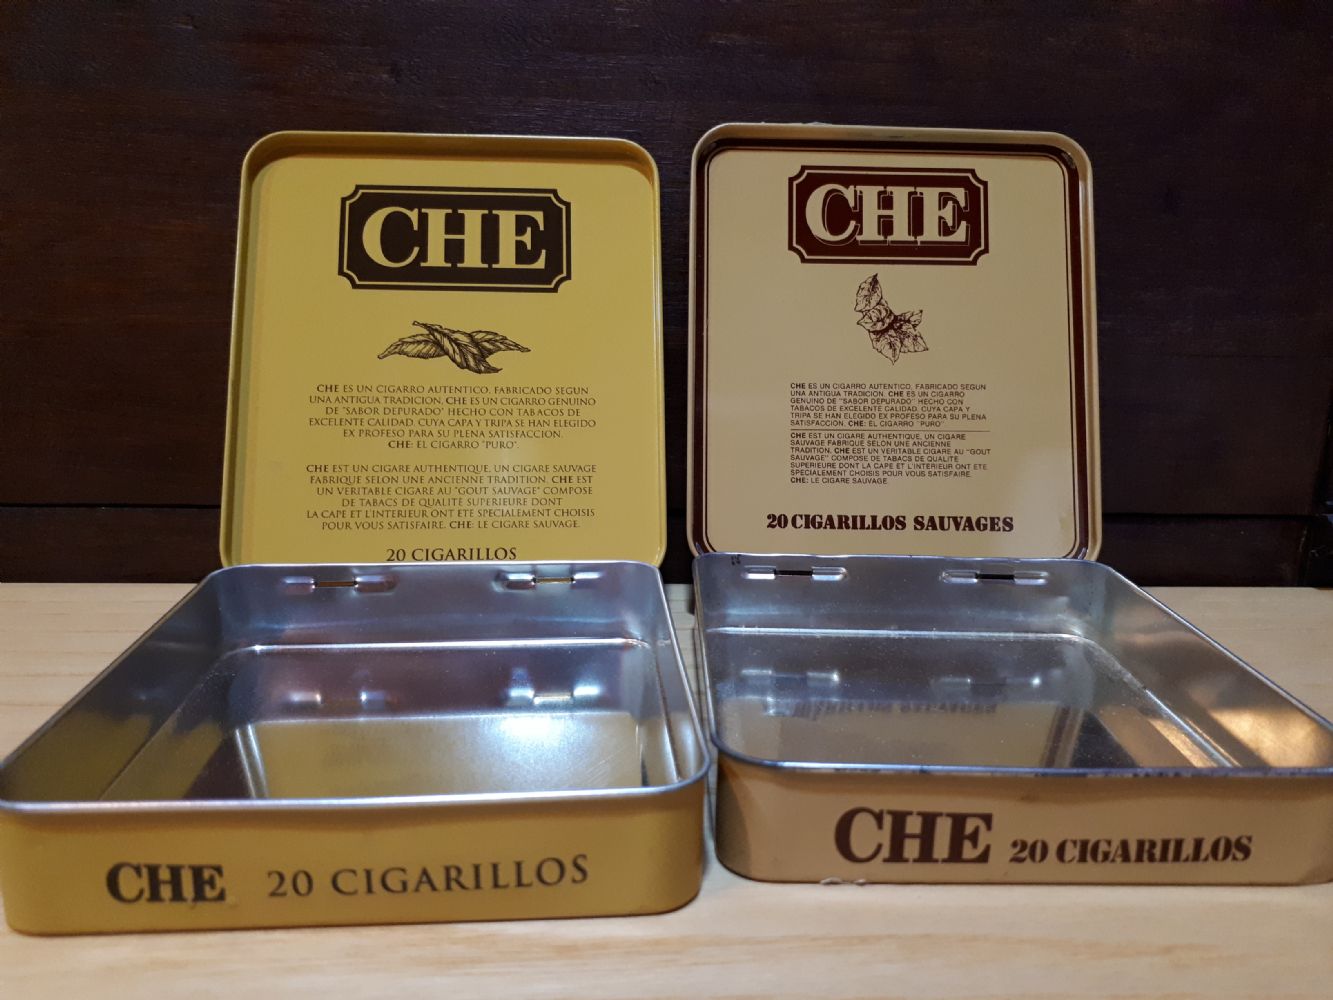 CHE
CHE ES UN CIGARRO AUTENTICO, FABRICADO SEGUN
UNA ANTIGUA TRADICION, CHE ES UN CIGARRO GENUINO
DE "SABOR DEPURADO" HECHO CON TABACOS DE
EXCELENTE CALIDAD. CUYA CAPA Y TRIPA SE HAN ELEGIDO
EX PROFESO PARA SU PLENA SATISFACCION.
CHE: EL CIGARRO "PURO".
CHE EST UN CIGARE AUTHENTIQUE, UN CIGARE SAUVAGE
FABRIQUE SELON UNE ANCIENNE TRADITION. CHE EST
UN VERITABLE CIGARE AU "GOUT SAUVAGE" COMPOSE
DE TABACS DE QUALITE SUPERIEURE DONT
LA CAPE ET L'INTERIEUR ONT ETE SPECIALEMENT CHOISIS
POUR VOUS SATISFAIRE. CHE: LE CIGARE SAUVAGE.
20 CIGARILLOS
CHE 20 CIGARILLOS
CHE
CHE ES UN CIGARRO AUTENTICO, FABRICADO SEGUN
UNA ANTIGUA TRADICION. CHE ES UN CIGARRO
GENUINO DE "SABOR DEPURADO" HECHO CON
TABACOS DE EXCELENTE CALIDAD, CUYA CAPA Y
TRIPA SE HAN ELEGIDO EX PROFESO PARA SU PLENA
SATISFACCION. CHE: EL CIGARRO "PURO".
CHE EST UN CIGARE AUTHENTIQUE, UN CIGARE
SAUVAGE FABRIQUE SELON UNE ANCIENNE
TRADITION. CHE EST UN VERITABLE CIGARE AU "GOUT
SAUVAGE" COMPOSE DE TABACS DE QUALITE
SUPERIEURE DONT LA CAPE ET L'INTERIEUR ONT ETE
SPECIALEMENT CHOISIS POUR VOUS SATISFAIRE.
CHE: LE CIGARE SAUVAGE.
20 CIGARILLOS SAUVAGES
CHE 20 CIGARILLOS